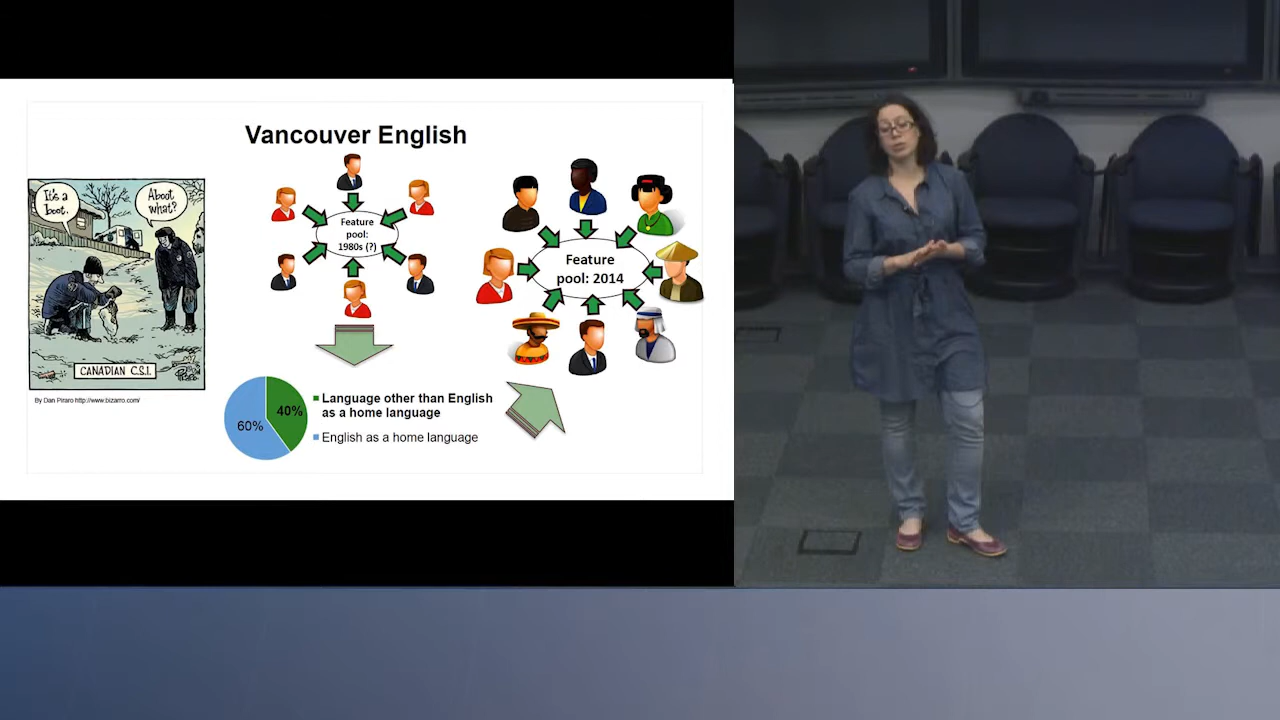 Vancouver English
It's a
boot.
About
what?
CANADIAN C.S.I.
By Dan Piraro http://www.bizarro.com/
Feature
pool:
1980s (?)
Feature
pool: 2014
60%
40%
Language other than English
as a home language
English as a home language